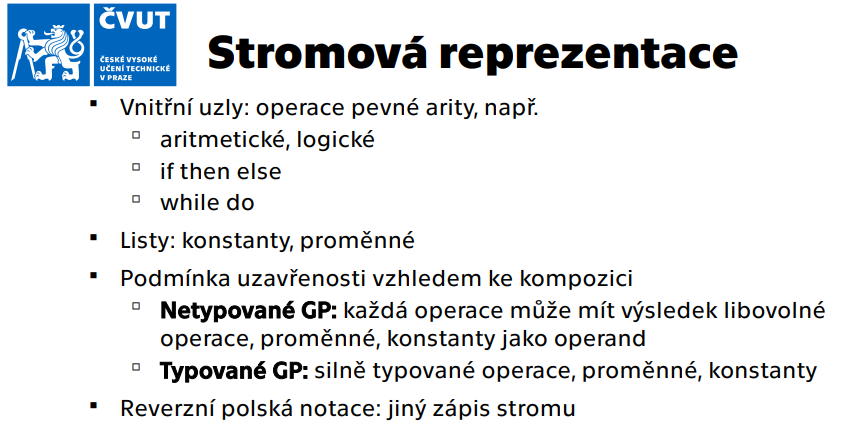 ČVUT
ČESKÉ VYSOKÉ
UČENÍ TECHNICKÉ
V PRAZE
Stromová reprezentace
▪ Vnitřní uzly: operace pevné arity, např.
▫ aritmetické, logické
▫ if then else
▫ while do
▪ Listy: konstanty, proměnné
▪ Podmínka uzavřenosti vzhledem ke kompozici
▫ Netypované GP: každá operace může mít výsledek libovolné
operace, proměnné, konstanty jako operand
▫ Typované GP: silně typované operace, proměnné, konstanty
▪ Reverzní polská notace: jiný zápis stromu